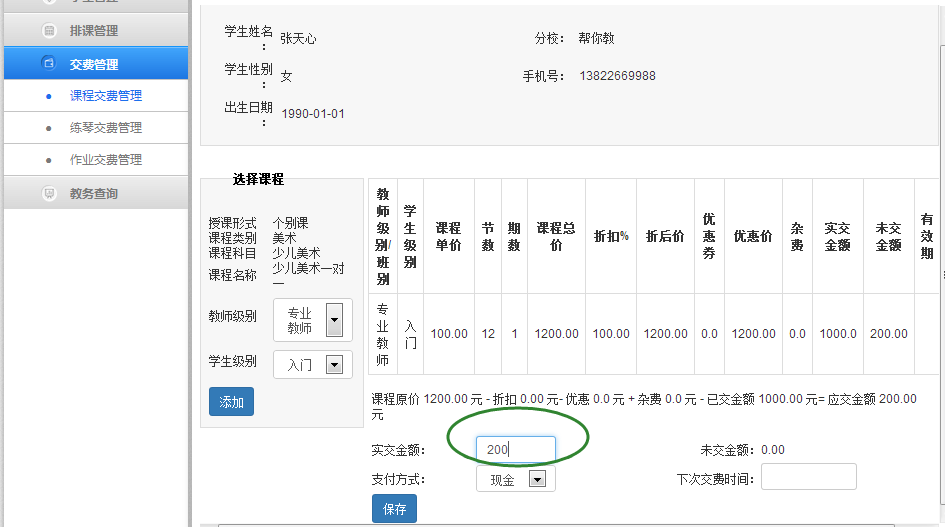 排课管理
交费管理
课程交费管理
练琴交费管理
作业交费管理
教务查询
学生姓名： 张天心 分校： 帮你教
学生性别： 女 手机号： 13822669988
出生日期： 1990-01-01
选择课程
授课形式 个别课
课程类别 美术
课程科目 少儿美术
课程名称 少儿美术一对一
教师级别 专业教师
学生级别 入门
添加
教师级别/班别 学生级别 课程单价 节数 期数 课程总价 折扣% 折后价 优惠券 优惠价 杂费 实交金额 未交金额 有效期
专业教师 入门 100.00 12 1 1200.00 100.00 1200.00 0.0 1200.00 0.0 1000.0 200.00
课程原价 1200.00 元 - 折扣 0.00 元- 优惠 0.0 元 + 杂费 0.0 元 - 已交金额 1000.00 元= 应交金额 200.00
元
实交金额： 200 未交金额：0.00
支付方式： 现金 下次交费时间：
保存